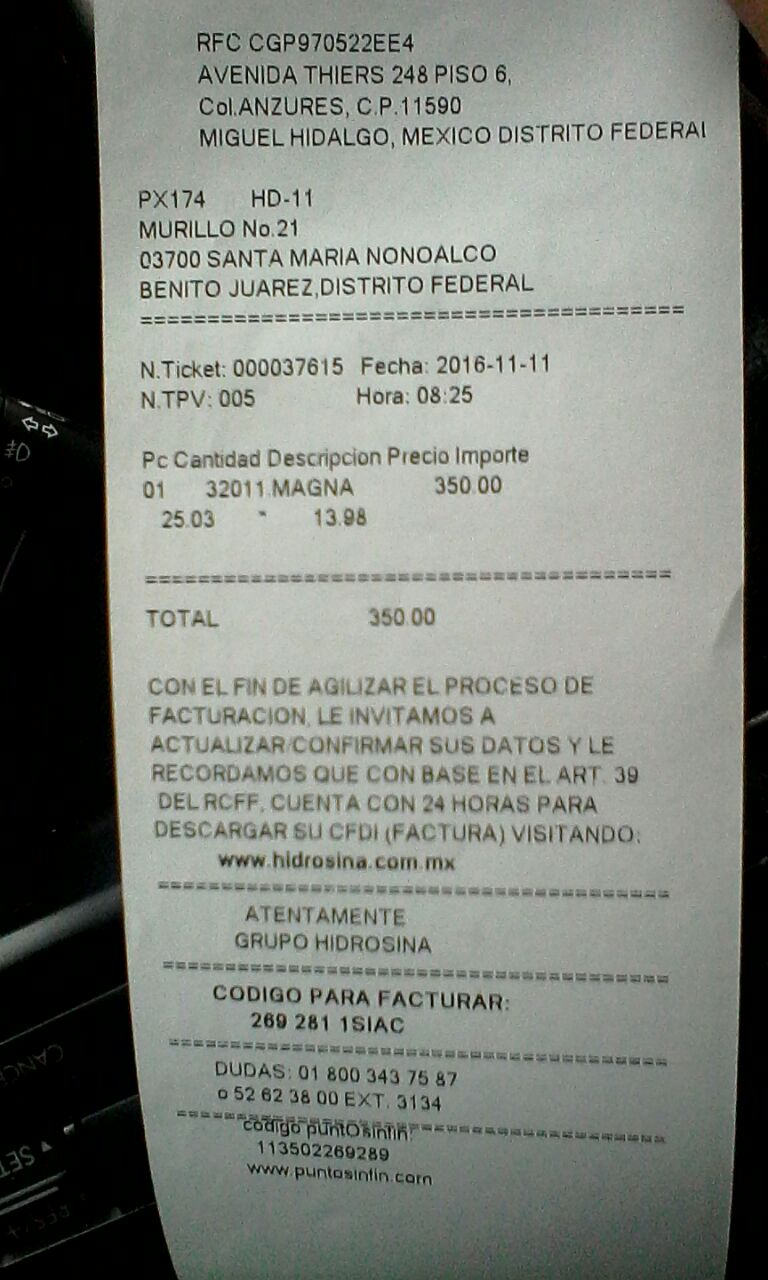 RFC CGP970522EE4
AVENIDA THIERS 248 PISO 6,
Col.ANZURES, C.P.11590
MIGUEL HIDALGO, MEXICO DISTRITO FEDERAL
PX174 HD-11
MURILLO No.21
03700 SANTA MARIA NONOALCO
BENITO JUAREZ,DISTRITO FEDERAL
=========================================
N.Ticket: 000037615 Fecha: 2016-11-11
N.TPV: 005 Hora: 08:25
Pc Cantidad Descripcion Precio Importe
01 32011 MAGNA 350.00
25.03 * 13.98
=========================================
TOTAL 350.00
CON EL FIN DE AGILIZAR EL PROCESO DE
FACTURACION, LE INVITAMOS A
ACTUALIZAR/CONFIRMAR SUS DATOS Y LE
RECORDAMOS QUE CON BASE EN EL ART. 39
DEL RCFF, CUENTA CON 24 HORAS PARA
DESCARGAR SU CFDI (FACTURA) VISITANDO:
www.hidrosina.com.mx
=========================================
ATENTAMENTE
GRUPO HIDROSINA
=========================================
CODIGO PARA FACTURAR:
269 281 1SIAC
=========================================
DUDAS: 01 800 343 75 87
o 52 62 38 00 EXT. 3134
=========================================
codigo puntOsinfin:
113502269289
www.puntosinfin.com